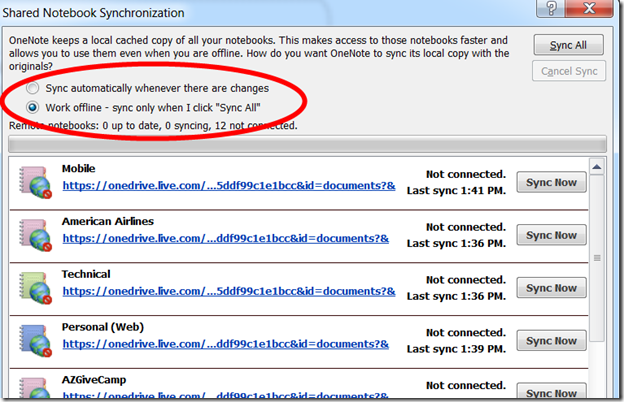 Shared Notebook Synchronization
OneNote keeps a local cached copy of all your notebooks. This makes access to those notebooks faster and
allows you to use them even when you are offline. How do you want OneNote to sync its local copy with the
originals?
Sync All
Cancel Sync
Sync automatically whenever there are changes
Work offline - sync only when I click "Sync All"
Remote notebooks: 0 up to date, 0 syncing, 12 not connected.
Mobile
https://onedrive.live.com/...5ddf99c1e1bcc&id=documents?&
Not connected.
Last sync 1:41 PM.
Sync Now
American Airlines
https://onedrive.live.com/...ddf99c1e1bcc&id=documents?&
Not connected.
Last sync 1:36 PM.
Sync Now
Technical
https://onedrive.live.com/...5ddf99c1e1bcc&id=documents?&
Not connected.
Last sync 1:36 PM.
Sync Now
Personal (Web)
https://onedrive.live.com/...ddf99c1e1bcc&id=documents?&
Not connected.
Last sync 1:39 PM.
Sync Now
AZGiveCamp
https://onedrive.live.com/...ddf99c1e1bcc&id=documents?&
Not connected.
Sync Now